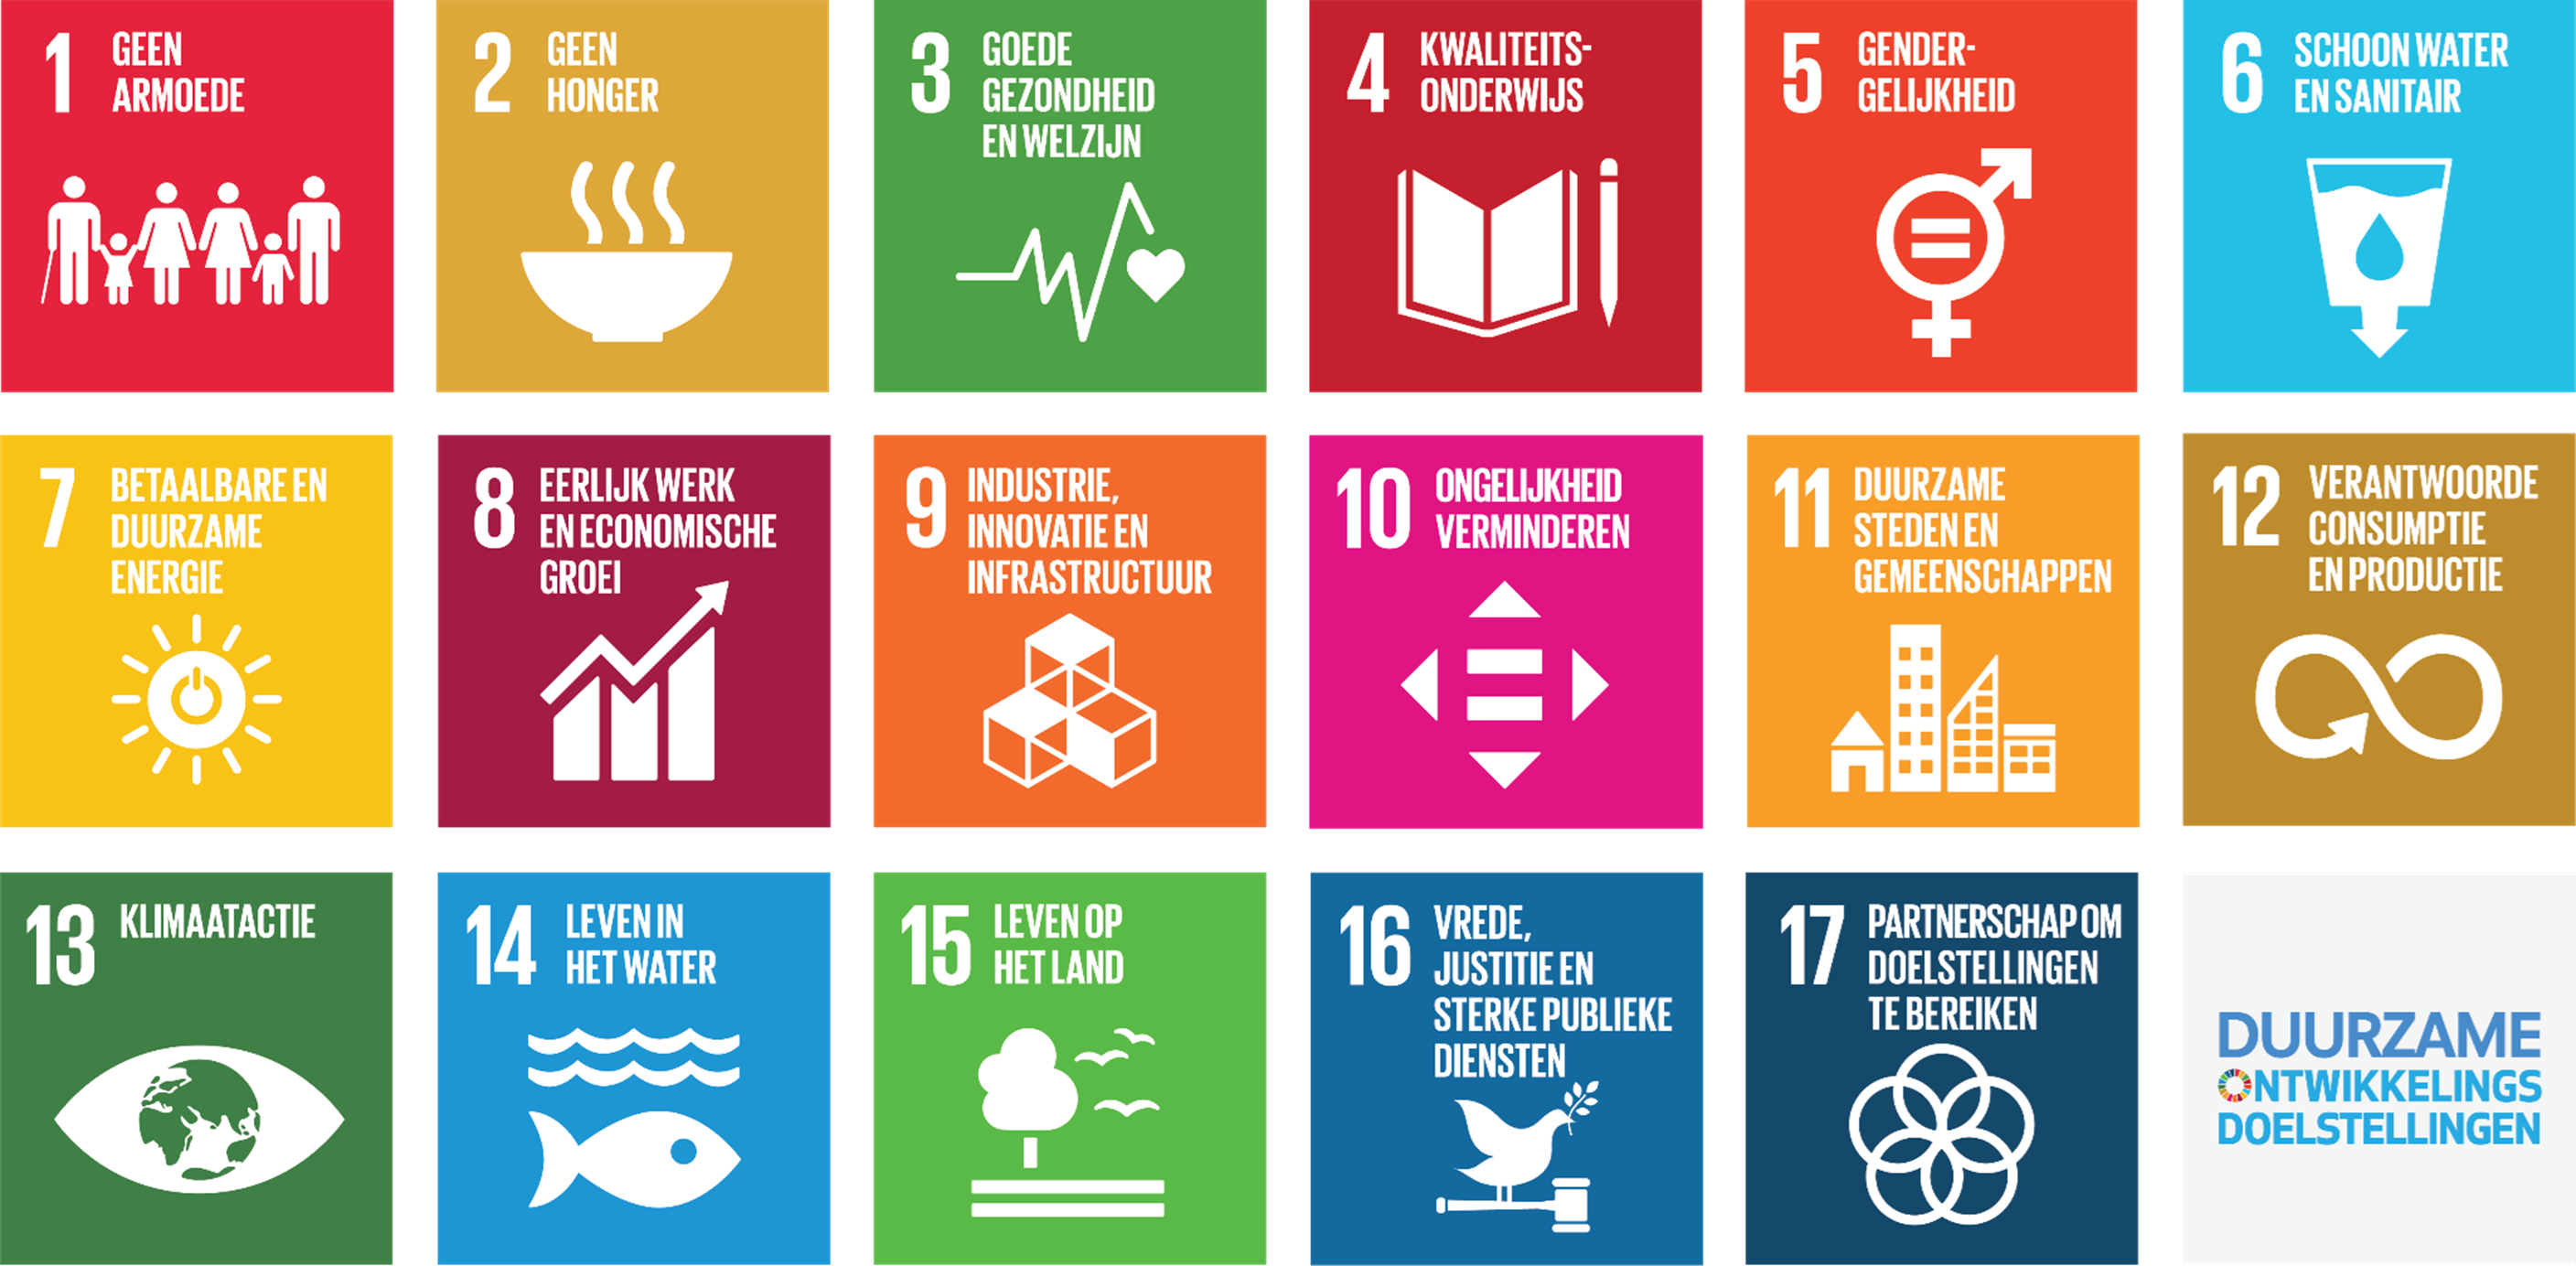 1 GEEN
ARMOEDE
2 GEEN
HONGER
3 GOEDE
GEZONDHEID
EN WELZIJN
4 KWALITEITS-
ONDERWIJS
5 GENDER-
GELIJKHEID
6 SCHOON WATER
EN SANITAIR
7 BETAALBARE EN
DUURZAME
ENERGIE
8 EERLIJK WERK
EN ECONOMISCHE
GROEI
9 INDUSTRIE,
INNOVATIE EN
INFRASTRUCTUUR
10 ONGELIJKHEID
VERMINDEREN
11 DUURZAME
STEDEN EN
GEMEENSCHAPPEN
12 VERANTWOORDE
CONSUMPTIE
EN PRODUCTIE
13 KLIMAATACTIE
14 LEVEN IN
HET WATER
15 LEVEN OP
HET LAND
16 VREDE,
JUSTITIE EN
STERKE PUBLIEKE
DIENSTEN
17 PARTNERSCHAP OM
DOELSTELLINGEN
TE BEREIKEN
DUURZAME
ONTWIKKELINGS
DOELSTELLINGEN